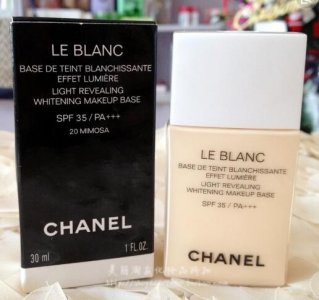 LE BLANC
BASE DE TEINT BLANCHISSANTE
EFFET LUMIÈRE
LIGHT REVEALING
WHITENING MAKEUP BASE
SPF 35 / PA+++
20 MIMOSA
CHANEL
30 ml
1 FL.OZ.
LE BLANC
BASE DE TEINT BLANCHISSANTE
EFFET LUMIÈRE
LIGHT REVEALING
WHITENING MAKEUP BASE
SPF 35 / PA+++
CHANEL